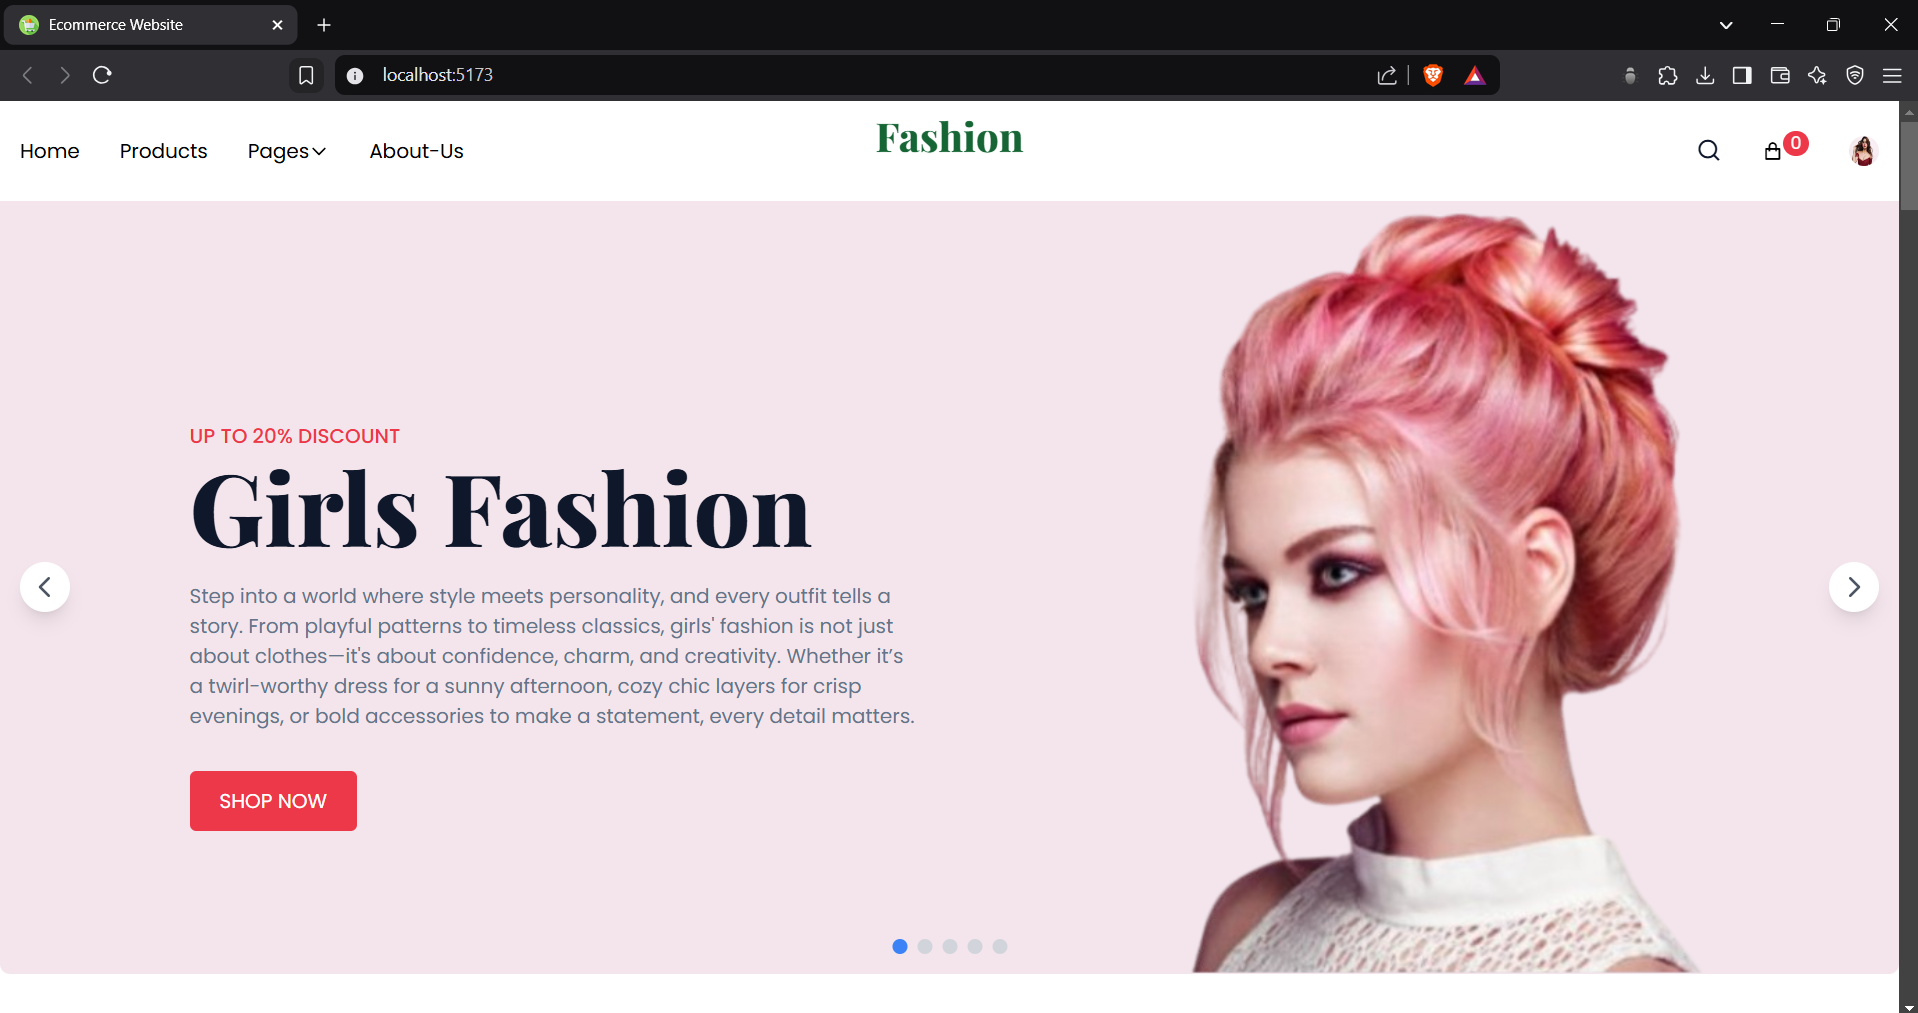 Ecommerce Website
localhost:5173
Home Products Pages About-Us Fashion 0
UP TO 20% DISCOUNT
Girls Fashion
Step into a world where style meets personality, and every outfit tells a
story. From playful patterns to timeless classics, girls' fashion is not just
about clothes—it's about confidence, charm, and creativity. Whether it’s
a twirl-worthy dress for a sunny afternoon, cozy chic layers for crisp
evenings, or bold accessories to make a statement, every detail matters.
SHOP NOW